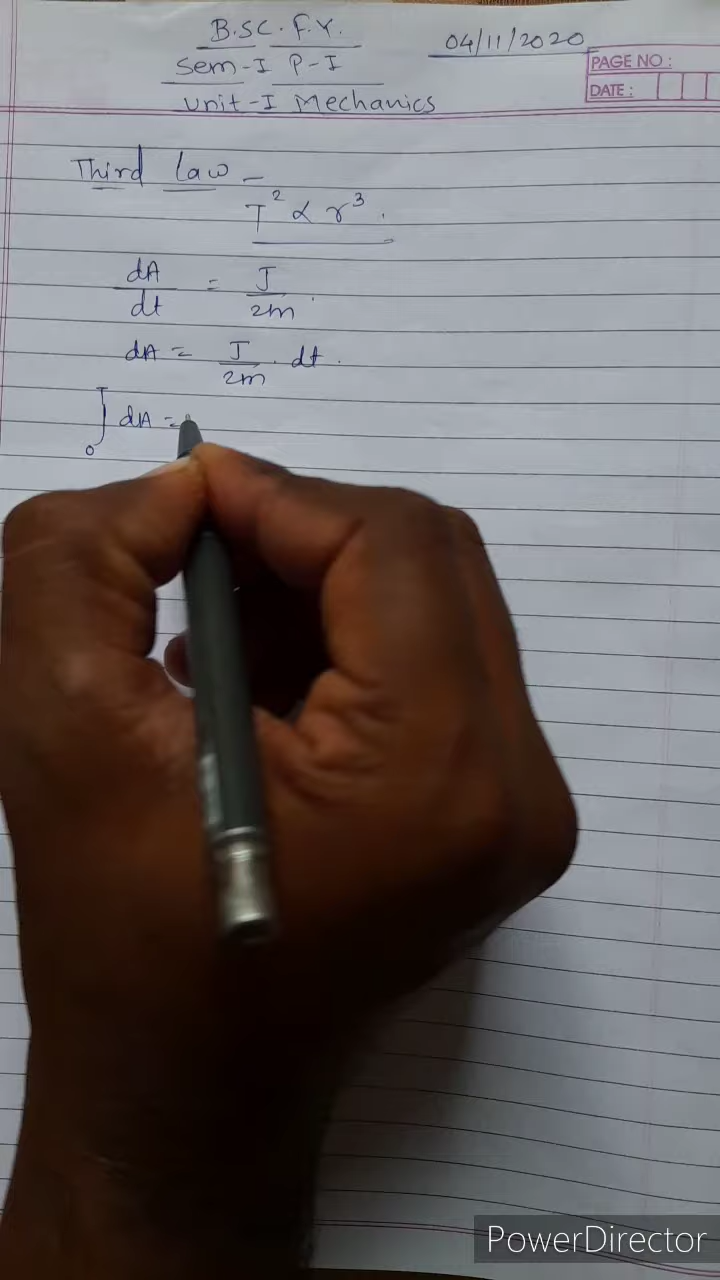 B.Sc. F.Y.
04/11/2020
Sem-I P-I
PAGE NO :
Unit-I Mechanics
DATE :
Third law -
T² ∝ r³.
dA/dt = J/2m.
dA = J/2m . dt.
∫₀ dA =
PowerDirector